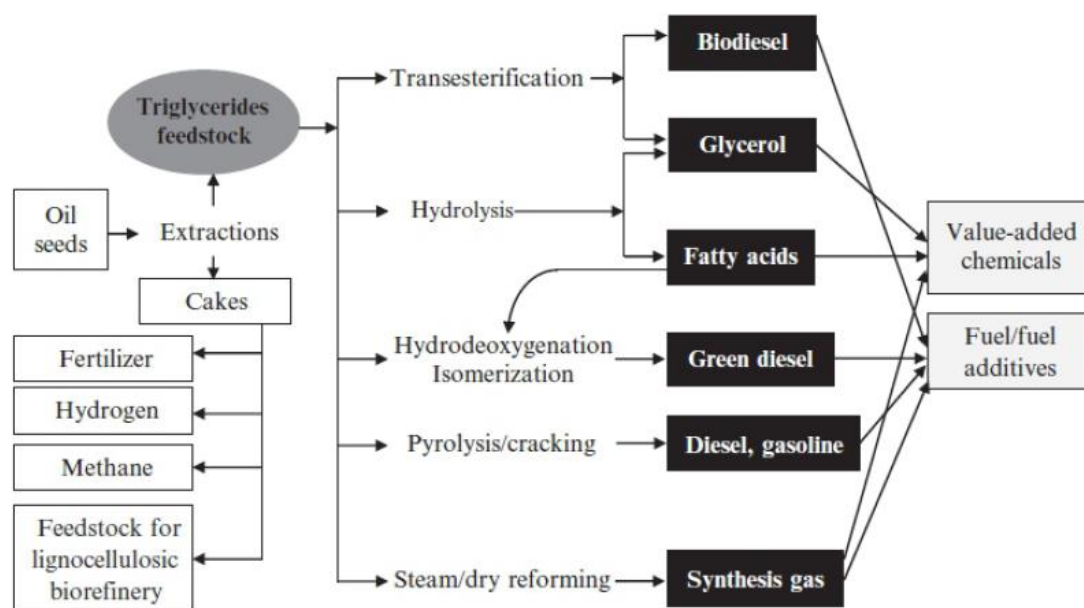 Triglycerides
feedstock
Oil
seeds
Extractions
Cakes
Fertilizer
Hydrogen
Methane
Feedstock for
lignocellulosic
biorefinery
Transesterification
Hydrolysis
Hydrodeoxygenation
Isomerization
Pyrolysis/cracking
Steam/dry reforming
Biodiesel
Glycerol
Fatty acids
Green diesel
Diesel, gasoline
Synthesis gas
Value-added
chemicals
Fuel/fuel
additives